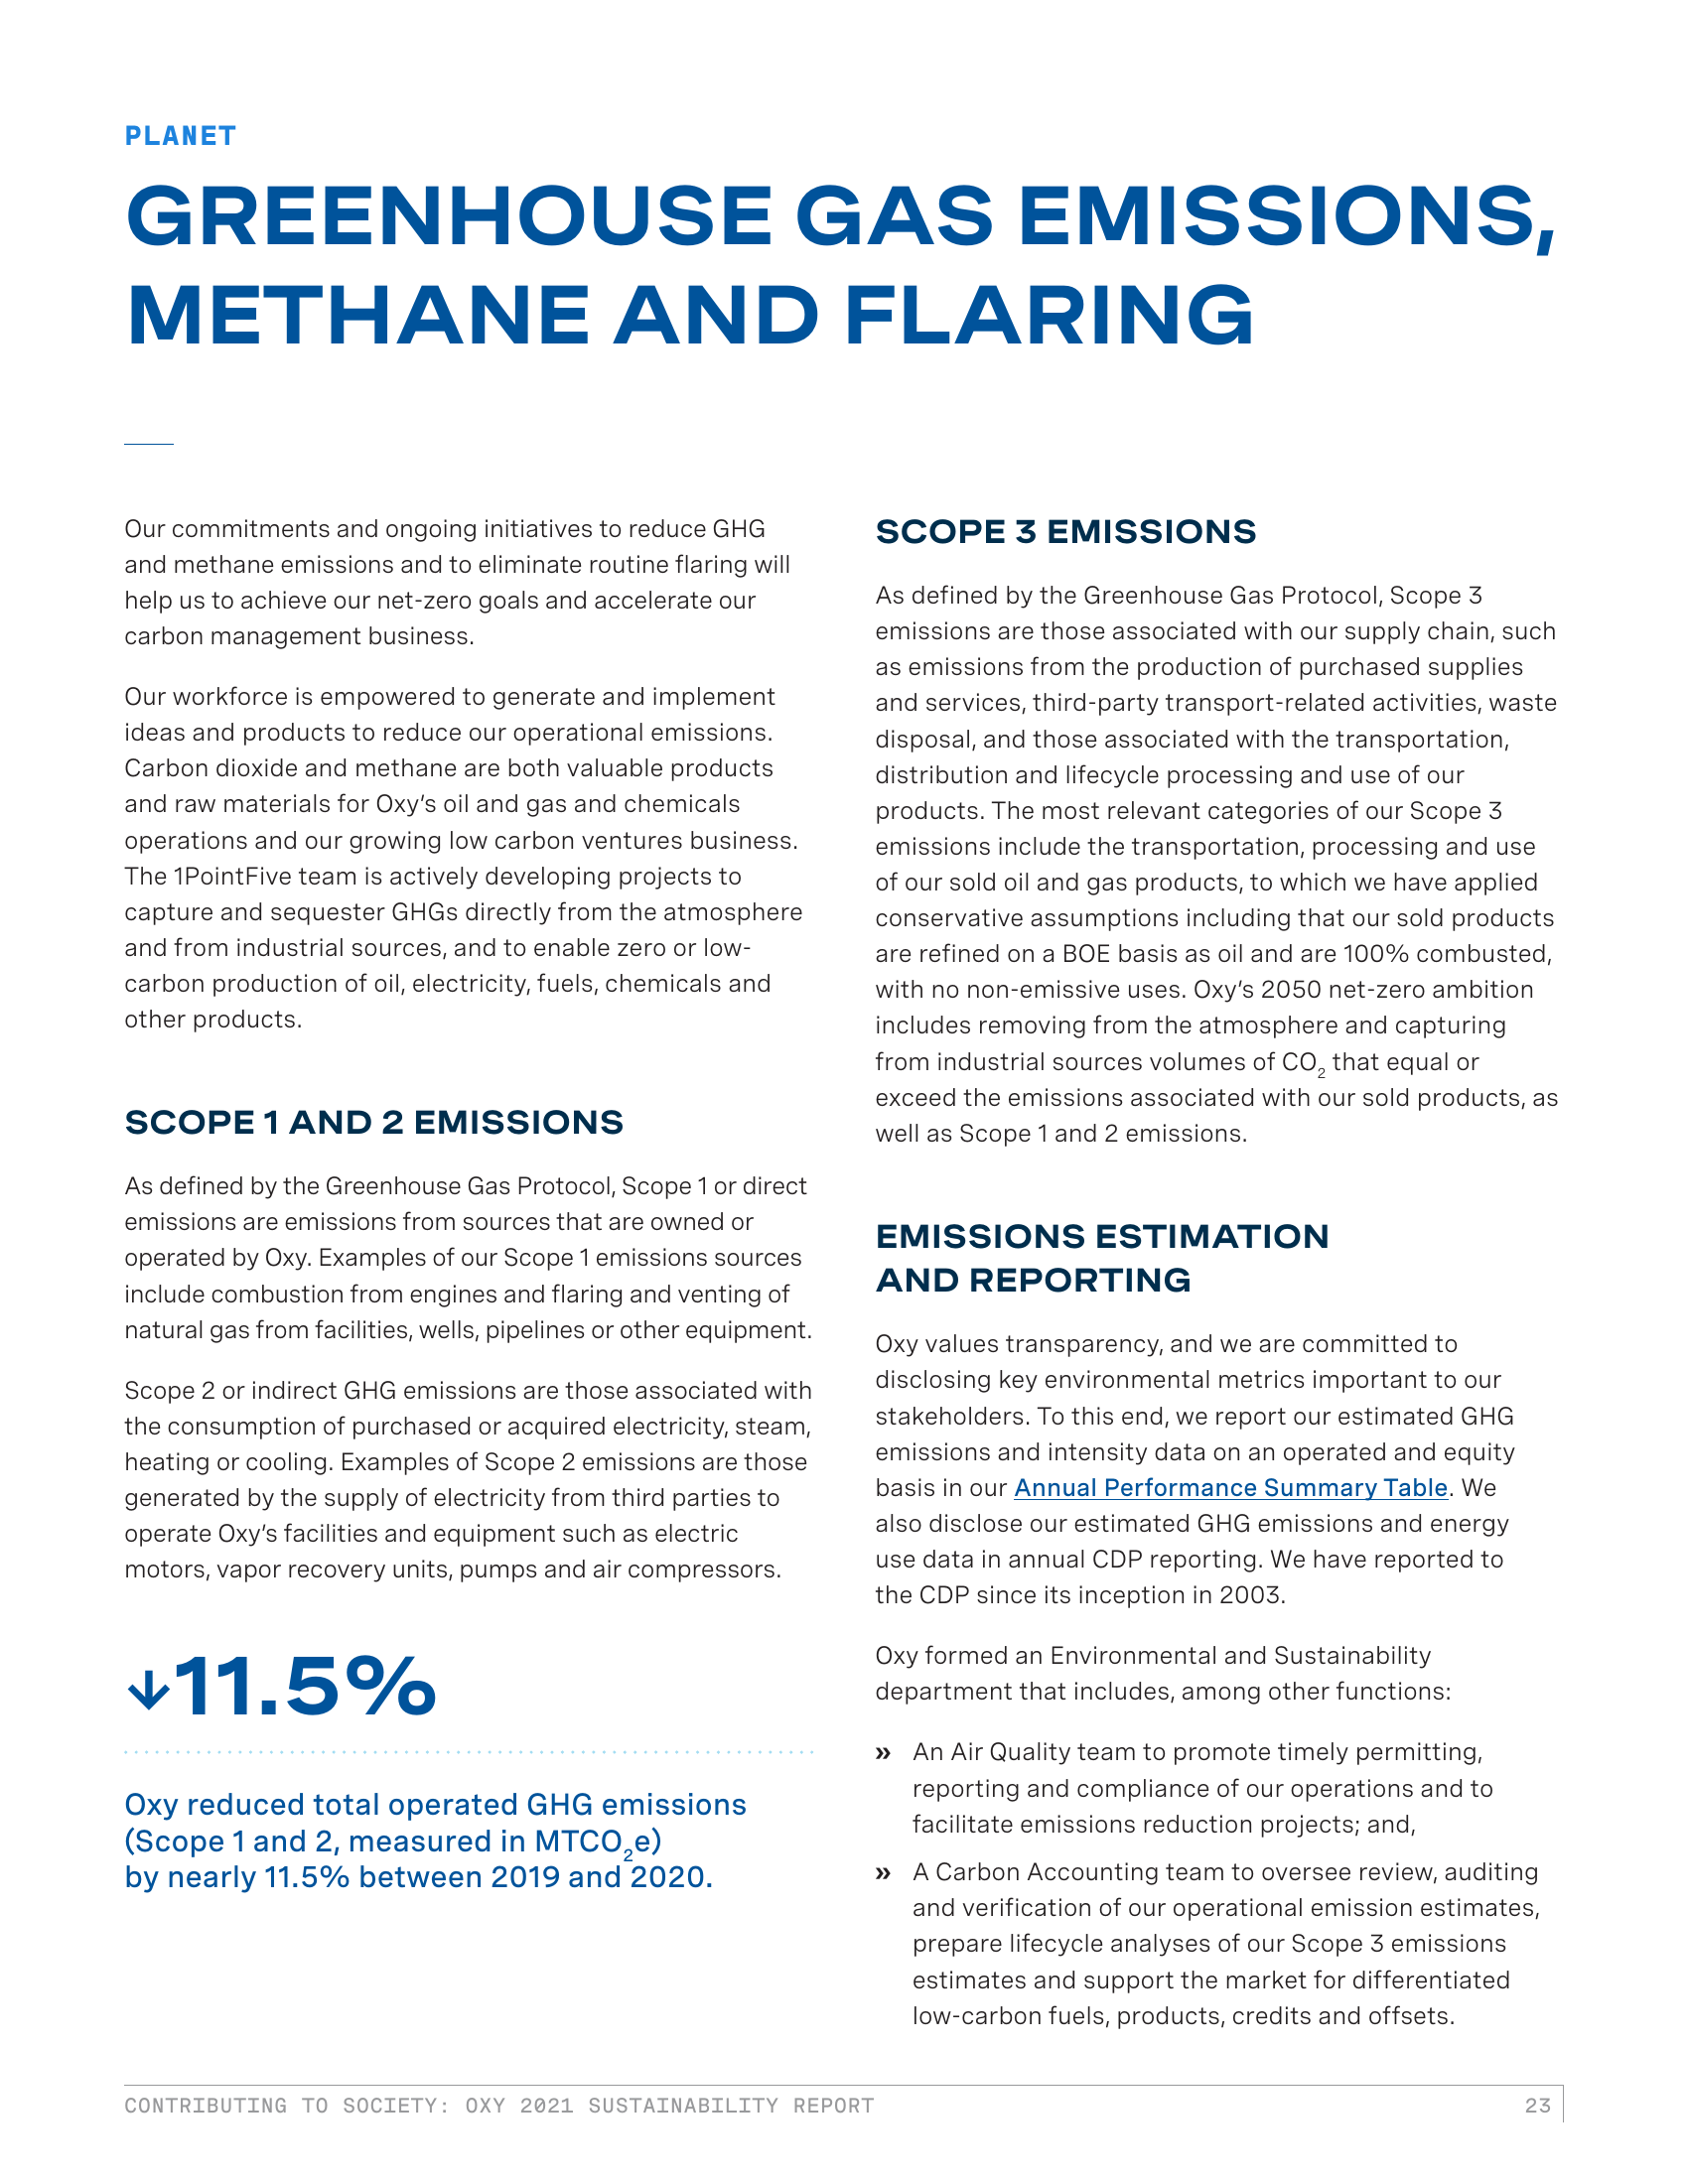 PLANET
GREENHOUSE GAS EMISSIONS,
METHANE AND FLARING
Our commitments and ongoing initiatives to reduce GHG
and methane emissions and to eliminate routine flaring will
help us to achieve our net-zero goals and accelerate our
carbon management business.
Our workforce is empowered to generate and implement
ideas and products to reduce our operational emissions.
Carbon dioxide and methane are both valuable products
and raw materials for Oxy's oil and gas and chemicals
operations and our growing low carbon ventures business.
The 1PointFive team is actively developing projects to
capture and sequester GHGs directly from the atmosphere
and from industrial sources, and to enable zero or low-
carbon production of oil, electricity, fuels, chemicals and
other products.
SCOPE 1 AND 2 EMISSIONS
As defined by the Greenhouse Gas Protocol, Scope 1 or direct
emissions are emissions from sources that are owned or
operated by Oxy. Examples of our Scope 1 emissions sources
include combustion from engines and flaring and venting of
natural gas from facilities, wells, pipelines or other equipment.
Scope 2 or indirect GHG emissions are those associated with
the consumption of purchased or acquired electricity, steam,
heating or cooling. Examples of Scope 2 emissions are those
generated by the supply of electricity from third parties to
operate Oxy's facilities and equipment such as electric
motors, vapor recovery units, pumps and air compressors.
↓11.5%
Oxy reduced total operated GHG emissions
(Scope 1 and 2, measured in MTCO₂e)
by nearly 11.5% between 2019 and 2020.
SCOPE 3 EMISSIONS
As defined by the Greenhouse Gas Protocol, Scope 3
emissions are those associated with our supply chain, such
as emissions from the production of purchased supplies
and services, third-party transport-related activities, waste
disposal, and those associated with the transportation,
distribution and lifecycle processing and use of our
products. The most relevant categories of our Scope 3
emissions include the transportation, processing and use
of our sold oil and gas products, to which we have applied
conservative assumptions including that our sold products
are refined on a BOE basis as oil and are 100% combusted,
with no non-emissive uses. Oxy's 2050 net-zero ambition
includes removing from the atmosphere and capturing
from industrial sources volumes of CO₂ that equal or
exceed the emissions associated with our sold products, as
well as Scope 1 and 2 emissions.
EMISSIONS ESTIMATION
AND REPORTING
Oxy values transparency, and we are committed to
disclosing key environmental metrics important to our
stakeholders. To this end, we report our estimated GHG
emissions and intensity data on an operated and equity
basis in our Annual Performance Summary Table. We
also disclose our estimated GHG emissions and energy
use data in annual CDP reporting. We have reported to
the CDP since its inception in 2003.
Oxy formed an Environmental and Sustainability
department that includes, among other functions:
» An Air Quality team to promote timely permitting,
reporting and compliance of our operations and to
facilitate emissions reduction projects; and,
» A Carbon Accounting team to oversee review, auditing
and verification of our operational emission estimates,
prepare lifecycle analyses of our Scope 3 emissions
estimates and support the market for differentiated
low-carbon fuels, products, credits and offsets.
CONTRIBUTING TO SOCIETY: OXY 2021 SUSTAINABILITY REPORT
23